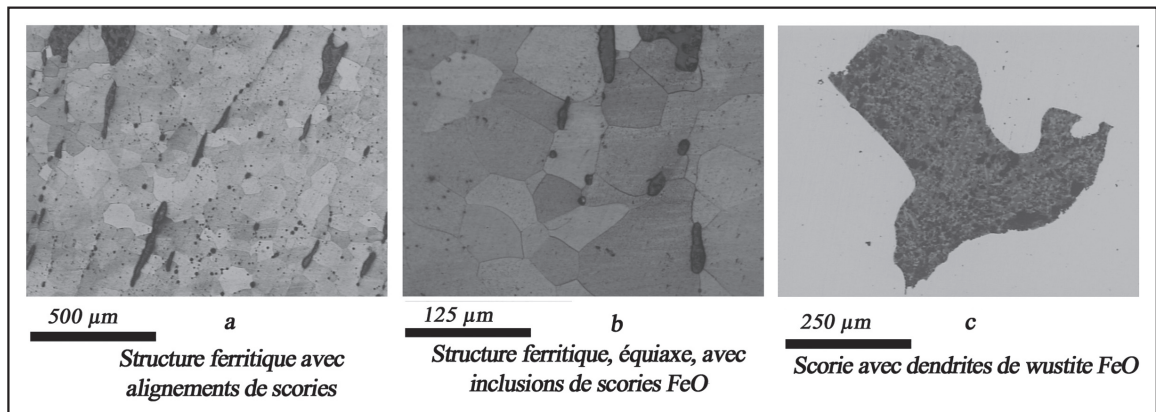 500 µm
a
Structure ferritique avec
alignements de scories
125 µm
b
Structure ferritique, équiaxe, avec
inclusions de scories FeO
250 µm
c
Scorie avec dendrites de wustite FeO